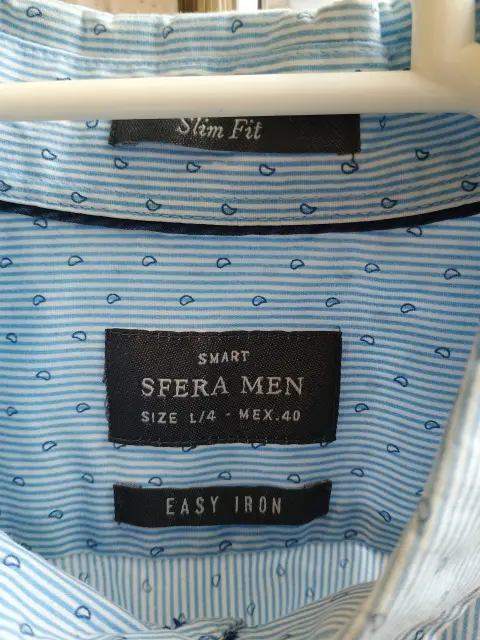 Slim Fit
SMART
SFERA MEN
SIZE L/4 - MEX.40
EASY IRON